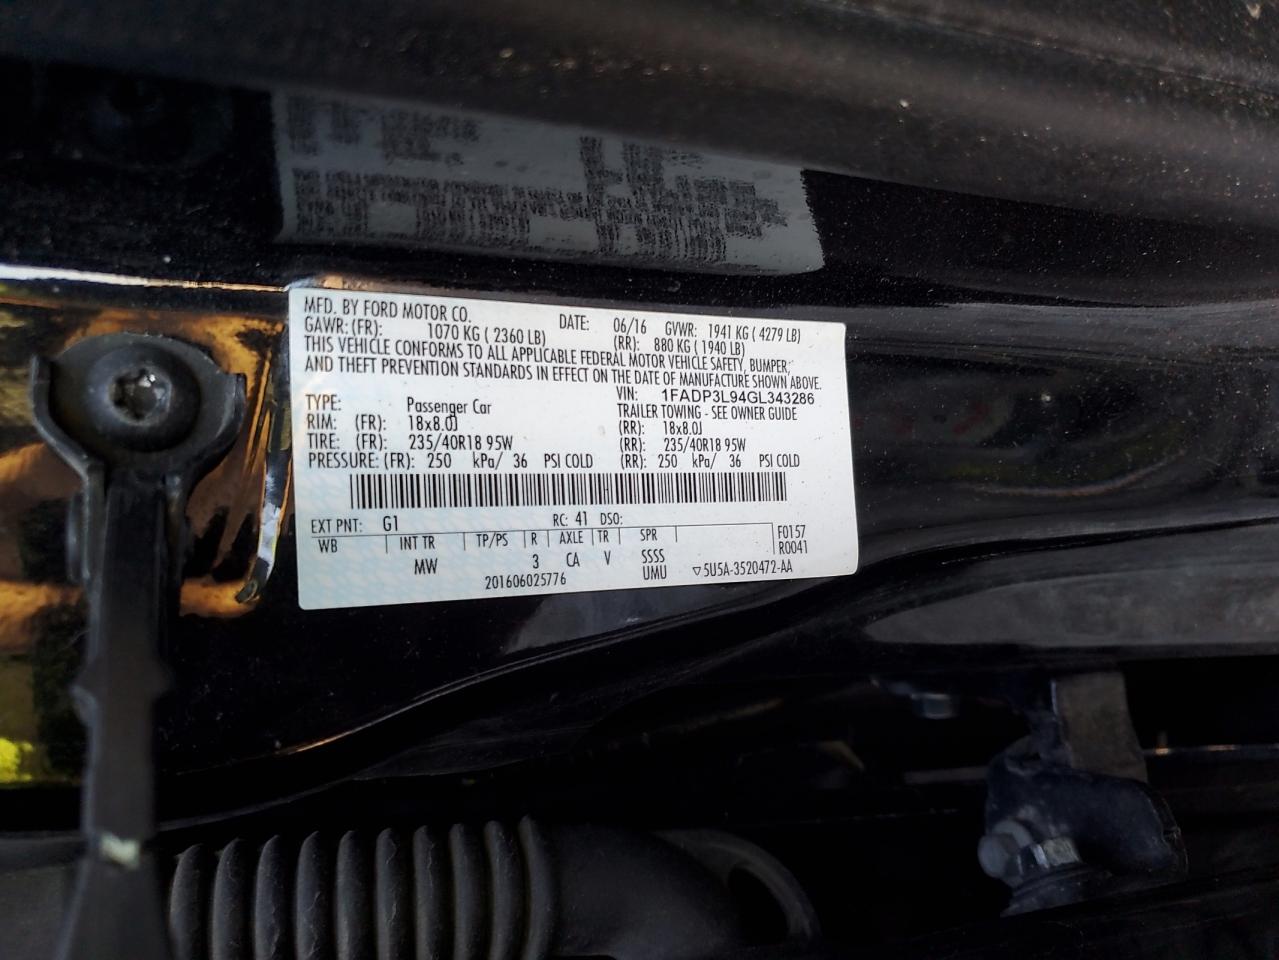 MFD. BY FORD MOTOR CO. DATE: 06/16 GVWR: 1941 KG ( 4279 LB)
GAWR: (FR): 1070 KG ( 2360 LB) (RR): 880 KG ( 1940 LB)
THIS VEHICLE CONFORMS TO ALL APPLICABLE FEDERAL MOTOR VEHICLE SAFETY, BUMPER,
AND THEFT PREVENTION STANDARDS IN EFFECT ON THE DATE OF MANUFACTURE SHOWN ABOVE.
VIN: 1FADP3L94GL343286
TYPE: Passenger Car TRAILER TOWING - SEE OWNER GUIDE
RIM: (FR): 18x8.0J (RR): 18x8.0J
TIRE: (FR): 235/40R18 95W (RR): 235/40R18 95W
PRESSURE: (FR): 250 kPa/ 36 PSI COLD (RR): 250 kPa/ 36 PSI COLD
EXT PNT: G1 RC: 41 DSO: F0157
WB INT TR TP/PS R AXLE TR SPR R0041
MW 3 CA V SSSS
201606025776 UMU ▽5U5A-3520472-AA